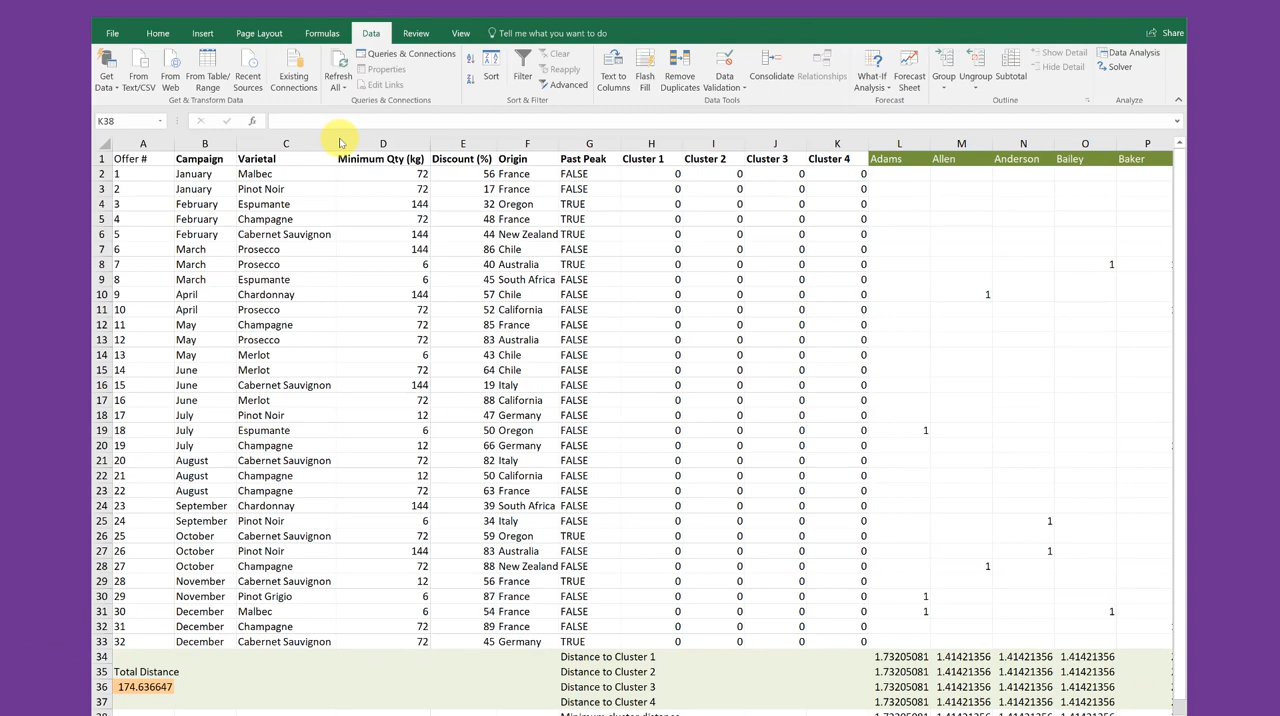 File Home Insert Page Layout Formulas Data Review View Tell me what you want to do Share
Get Data From Text/CSV From Web From Table/ Range Recent Sources Existing Connections Refresh All Queries & Connections Properties Edit Links Sort Filter Clear Reapply Advanced Text to Columns Flash Fill Remove Duplicates Data Validation Consolidate Relationships What-If Analysis Forecast Sheet Group Ungroup Subtotal Show Detail Hide Detail Data Analysis Solver
Get & Transform Data Queries & Connections Sort & Filter Data Tools Forecast Outline Analyze
K38 fx
A B C D E F G H I J K L M N O P
1 Offer # Campaign Varietal Minimum Qty (kg) Discount (%) Origin Past Peak Cluster 1 Cluster 2 Cluster 3 Cluster 4 Adams Allen Anderson Bailey Baker
2 1 January Malbec 72 56 France FALSE 0 0 0 0
3 2 January Pinot Noir 72 17 France FALSE 0 0 0 0
4 3 February Espumante 144 32 Oregon TRUE 0 0 0 0
5 4 February Champagne 72 48 France TRUE 0 0 0 0
6 5 February Cabernet Sauvignon 144 44 New Zealand TRUE 0 0 0 0
7 6 March Prosecco 144 86 Chile FALSE 0 0 0 0
8 7 March Prosecco 6 40 Australia TRUE 0 0 0 0 1
9 8 March Espumante 6 45 South Africa FALSE 0 0 0 0
10 9 April Chardonnay 144 57 Chile FALSE 0 0 0 0 1
11 10 April Prosecco 72 52 California FALSE 0 0 0 0
12 11 May Champagne 72 85 France FALSE 0 0 0 0
13 12 May Prosecco 72 83 Australia FALSE 0 0 0 0
14 13 May Merlot 6 43 Chile FALSE 0 0 0 0
15 14 June Merlot 72 64 Chile FALSE 0 0 0 0
16 15 June Cabernet Sauvignon 144 19 Italy FALSE 0 0 0 0
17 16 June Merlot 72 88 California FALSE 0 0 0 0
18 17 July Pinot Noir 12 47 Germany FALSE 0 0 0 0
19 18 July Espumante 6 50 Oregon FALSE 0 0 0 0 1
20 19 July Champagne 12 66 Germany FALSE 0 0 0 0
21 20 August Cabernet Sauvignon 72 82 Italy FALSE 0 0 0 0
22 21 August Champagne 12 50 California FALSE 0 0 0 0
23 22 August Champagne 72 63 France FALSE 0 0 0 0
24 23 September Chardonnay 144 39 South Africa FALSE 0 0 0 0
25 24 September Pinot Noir 6 34 Italy FALSE 0 0 0 0 1
26 25 October Cabernet Sauvignon 72 59 Oregon TRUE 0 0 0 0
27 26 October Pinot Noir 144 83 Australia FALSE 0 0 0 0 1
28 27 October Champagne 72 88 New Zealand FALSE 0 0 0 0 1
29 28 November Cabernet Sauvignon 12 56 France TRUE 0 0 0 0
30 29 November Pinot Grigio 6 87 France FALSE 0 0 0 0 1
31 30 December Malbec 6 54 France FALSE 0 0 0 0 1 1
32 31 December Champagne 72 89 France FALSE 0 0 0 0
33 32 December Cabernet Sauvignon 72 45 Germany TRUE 0 0 0 0
34 Distance to Cluster 1 1.73205081 1.41421356 1.41421356 1.41421356
35 Total Distance Distance to Cluster 2 1.73205081 1.41421356 1.41421356 1.41421356
36 174.636647 Distance to Cluster 3 1.73205081 1.41421356 1.41421356 1.41421356
37 Distance to Cluster 4 1.73205081 1.41421356 1.41421356 1.41421356